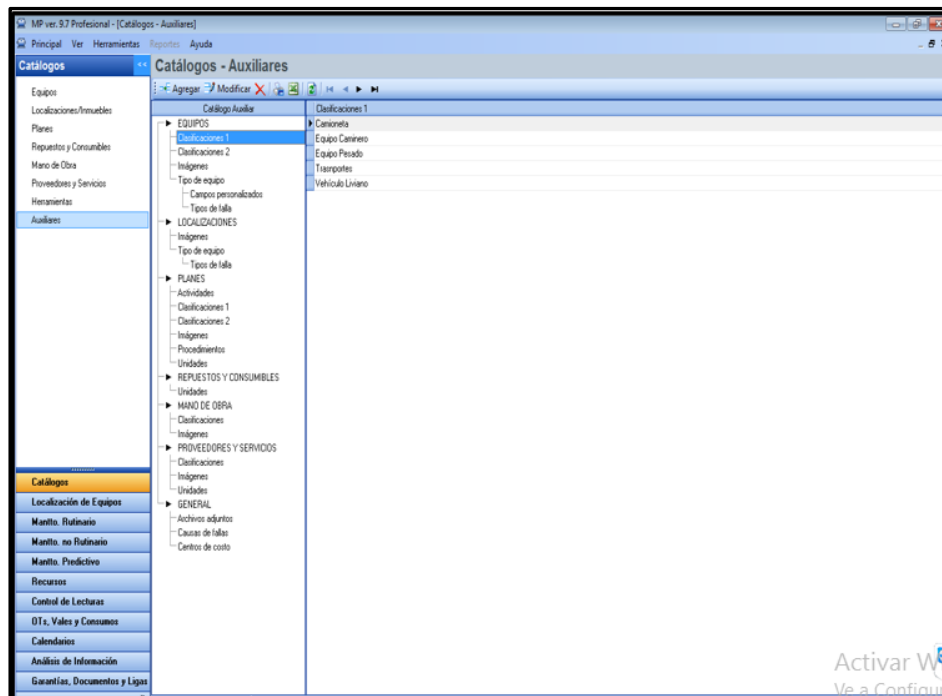 MP ver. 9.7 Profesional - [Catálogos - Auxiliares]
Principal Ver Herramientas Reportes Ayuda
Catálogos <<
Catálogos - Auxiliares
Agregar Modificar
Equipos
Localizaciones/Inmuebles
Planes
Repuestos y Consumibles
Mano de Obra
Proveedores y Servicios
Herramientas
Auxiliares
Catálogo Auxiliar
EQUIPOS
Clasificaciones 1
Clasificaciones 2
Imágenes
Tipo de equipo
Campos personalizados
Tipos de falla
LOCALIZACIONES
Imágenes
Tipo de equipo
Tipos de falla
PLANES
Actividades
Clasificaciones 1
Clasificaciones 2
Imágenes
Procedimientos
Unidades
REPUESTOS Y CONSUMIBLES
Unidades
MANO DE OBRA
Clasificaciones
Imágenes
PROVEEDORES Y SERVICIOS
Clasificaciones
Imágenes
Unidades
GENERAL
Archivos adjuntos
Causas de fallas
Centros de costo
Clasificaciones 1
Camioneta
Equipo Caminero
Equipo Pesado
Vehículo Liviano
Catálogos
Localización de Equipos
Mantto. Rutinario
Mantto. no Rutinario
Mantto. Predictivo
Recursos
Control de Lecturas
OTs, Vales y Consumos
Calendarios
Análisis de Información
Garantías, Documentos y Ligas
Activar W
Ve a Configu